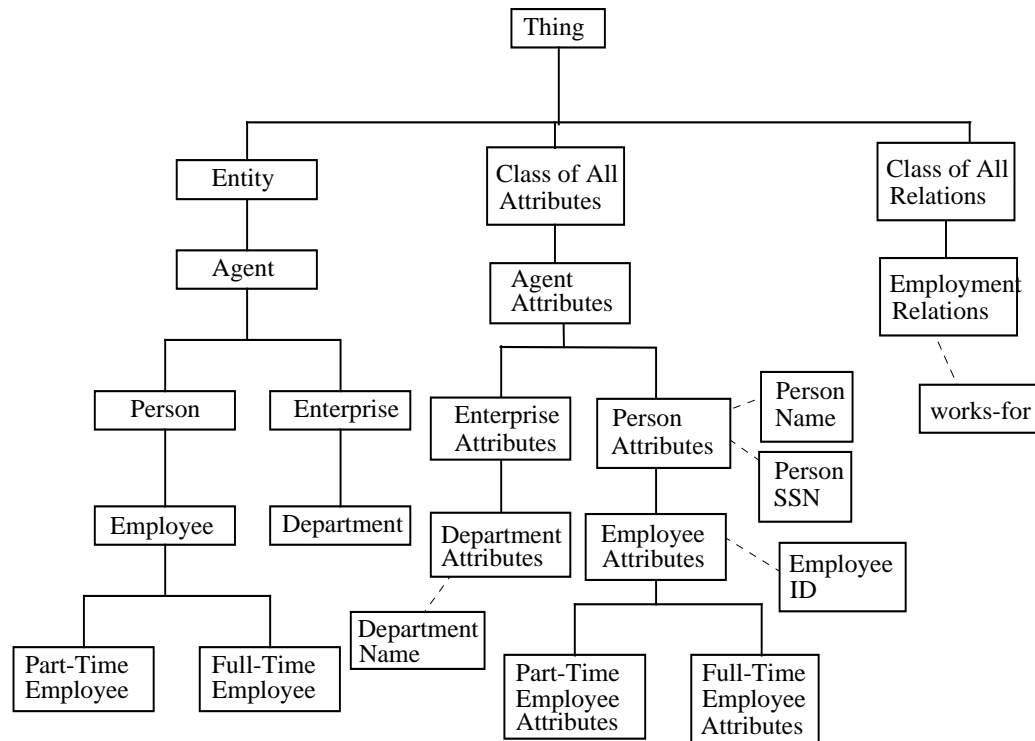 Thing
Entity
Class of All
Attributes
Class of All
Relations
Agent
Agent
Attributes
Employment
Relations
Person
Enterprise
Enterprise
Attributes
Person
Attributes
Person
Name
works-for
Person
SSN
Employee
Department
Department
Attributes
Employee
Attributes
Employee
ID
Department
Name
Part-Time
Employee
Full-Time
Employee
Part-Time
Employee
Attributes
Full-Time
Employee
Attributes